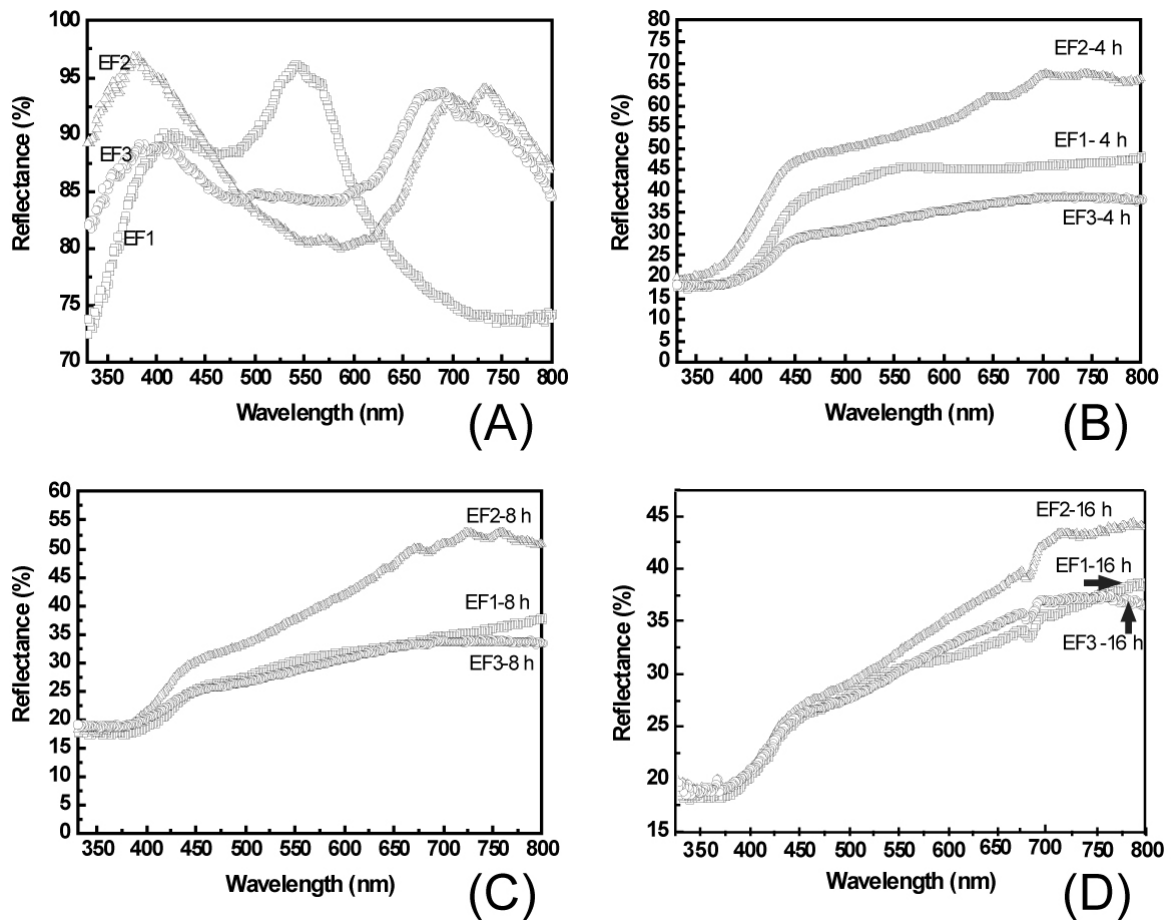 100
95
90
85
80
75
70
EF2
EF3
EF1
Reflectance (%)
350 400 450 500 550 600 650 700 750 800
Wavelength (nm)
(A)
80
75
70
65
60
55
50
45
40
35
30
25
20
15
10
5
0
EF2-4 h
EF1- 4 h
EF3-4 h
Reflectance (%)
350 400 450 500 550 600 650 700 750 800
Wavelength (nm)
(B)
60
55
50
45
40
35
30
25
20
15
10
5
0
EF2-8 h
EF1-8 h
EF3-8 h
Reflectance (%)
350 400 450 500 550 600 650 700 750 800
Wavelength (nm)
(C)
45
40
35
30
25
20
15
EF2-16 h
EF1-16 h
EF3 -16 h
Reflectance (%)
350 400 450 500 550 600 650 700 750 800
Wavelength (nm)
(D)